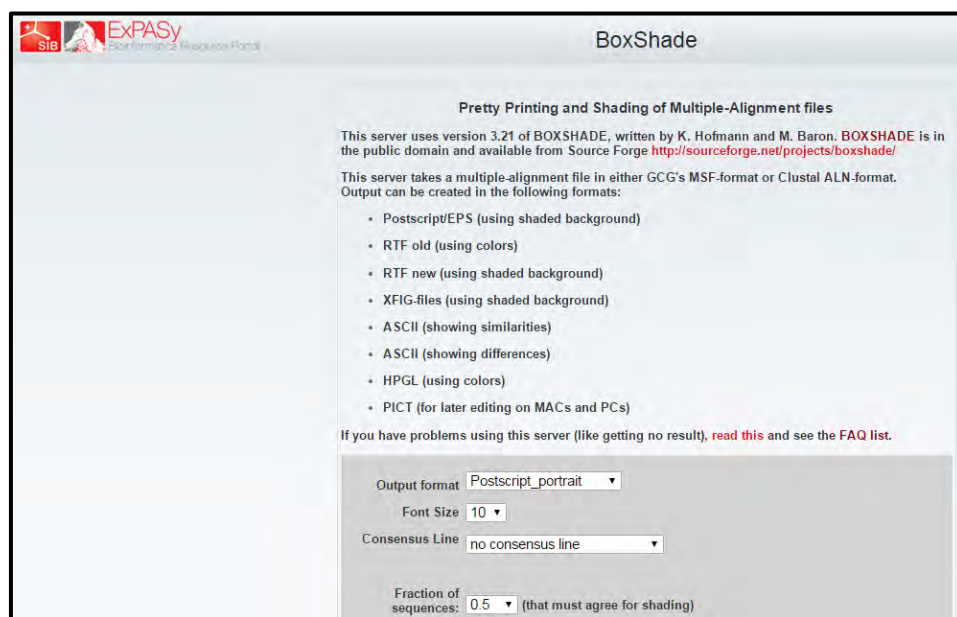 SIB
ExPASy
Bioinformatics Resource Portal
BoxShade
Pretty Printing and Shading of Multiple-Alignment files
This server uses version 3.21 of BOXSHADE, written by K. Hofmann and M. Baron. BOXSHADE is in
the public domain and available from Source Forge http://sourceforge.net/projects/boxshade/
This server takes a multiple-alignment file in either GCG's MSF-format or Clustal ALN-format.
Output can be created in the following formats:
• Postscript/EPS (using shaded background)
• RTF old (using colors)
• RTF new (using shaded background)
• XFIG-files (using shaded background)
• ASCII (showing similarities)
• ASCII (showing differences)
• HPGL (using colors)
• PICT (for later editing on MACs and PCs)
If you have problems using this server (like getting no result), read this and see the FAQ list.
Output format Postscript_portrait
Font Size 10
Consensus Line no consensus line
Fraction of
sequences: 0.5 (that must agree for shading)